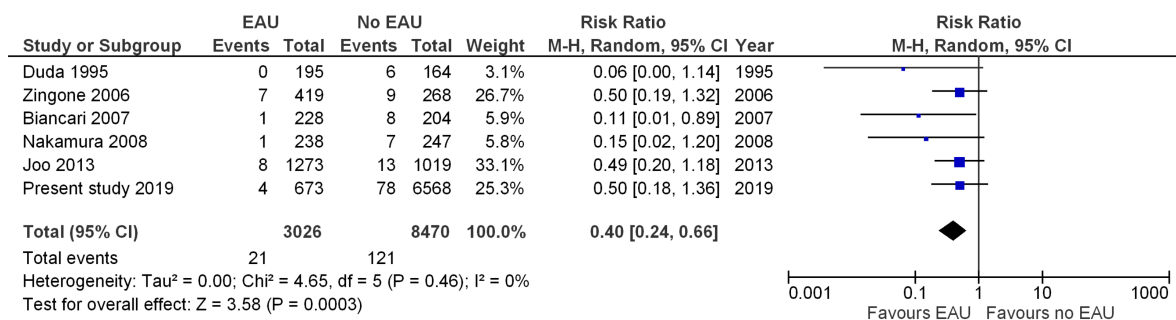 EAU No EAU Risk Ratio Risk Ratio
Study or Subgroup Events Total Events Total Weight M-H, Random, 95% CI Year M-H, Random, 95% CI
Duda 1995 0 195 6 164 3.1% 0.06 [0.00, 1.14] 1995
Zingone 2006 7 419 9 268 26.7% 0.50 [0.19, 1.32] 2006
Biancari 2007 1 228 8 204 5.9% 0.11 [0.01, 0.89] 2007
Nakamura 2008 1 238 7 247 5.8% 0.15 [0.02, 1.20] 2008
Joo 2013 8 1273 13 1019 33.1% 0.49 [0.20, 1.18] 2013
Present study 2019 4 673 78 6568 25.3% 0.50 [0.18, 1.36] 2019
Total (95% CI) 3026 8470 100.0% 0.40 [0.24, 0.66]
Total events 21 121
Heterogeneity: Tau² = 0.00; Chi² = 4.65, df = 5 (P = 0.46); I² = 0%
Test for overall effect: Z = 3.58 (P = 0.0003)
0.001 0.1 1 10 1000
Favours EAU Favours no EAU